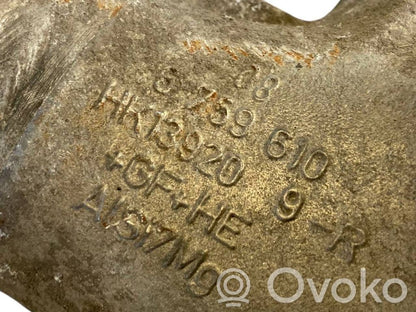 08
6 759 610
HK13920 9-R
+GF+HE
AlSi7Mg
Ovoko